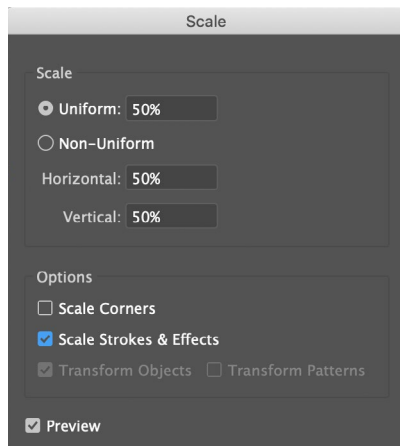 Scale
Scale
Uniform: 50%
Non-Uniform
Horizontal: 50%
Vertical: 50%
Options
Scale Corners
Scale Strokes & Effects
Transform Objects Transform Patterns
Preview